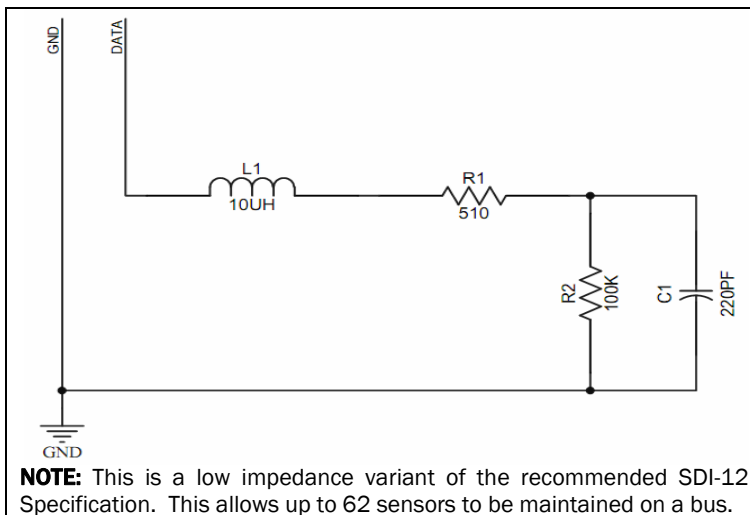 GND
DATA
L1
10UH
R1
510
R2
100K
C1
220PF
GND
NOTE: This is a low impedance variant of the recommended SDI-12
Specification. This allows up to 62 sensors to be maintained on a bus.